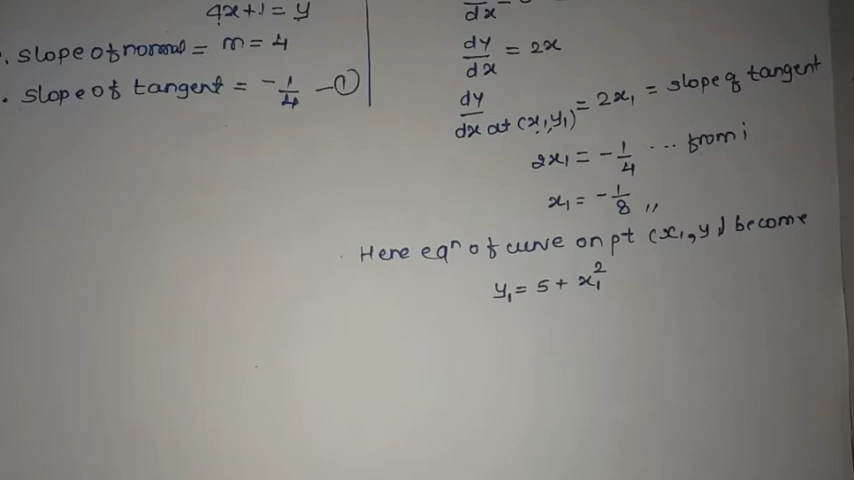 4x+1 = y
. slope of normal = m = 4
. slope of tangent = -1/4 —①
dx
dy/dx = 2x
dy/dx at (x₁, y₁) = 2x₁ = slope of tangent
2x₁ = -1/4 ... from i
x₁ = -1/8 ,,
Here eqⁿ of curve on pt (x₁, y₁) become
y₁ = 5 + x₁²